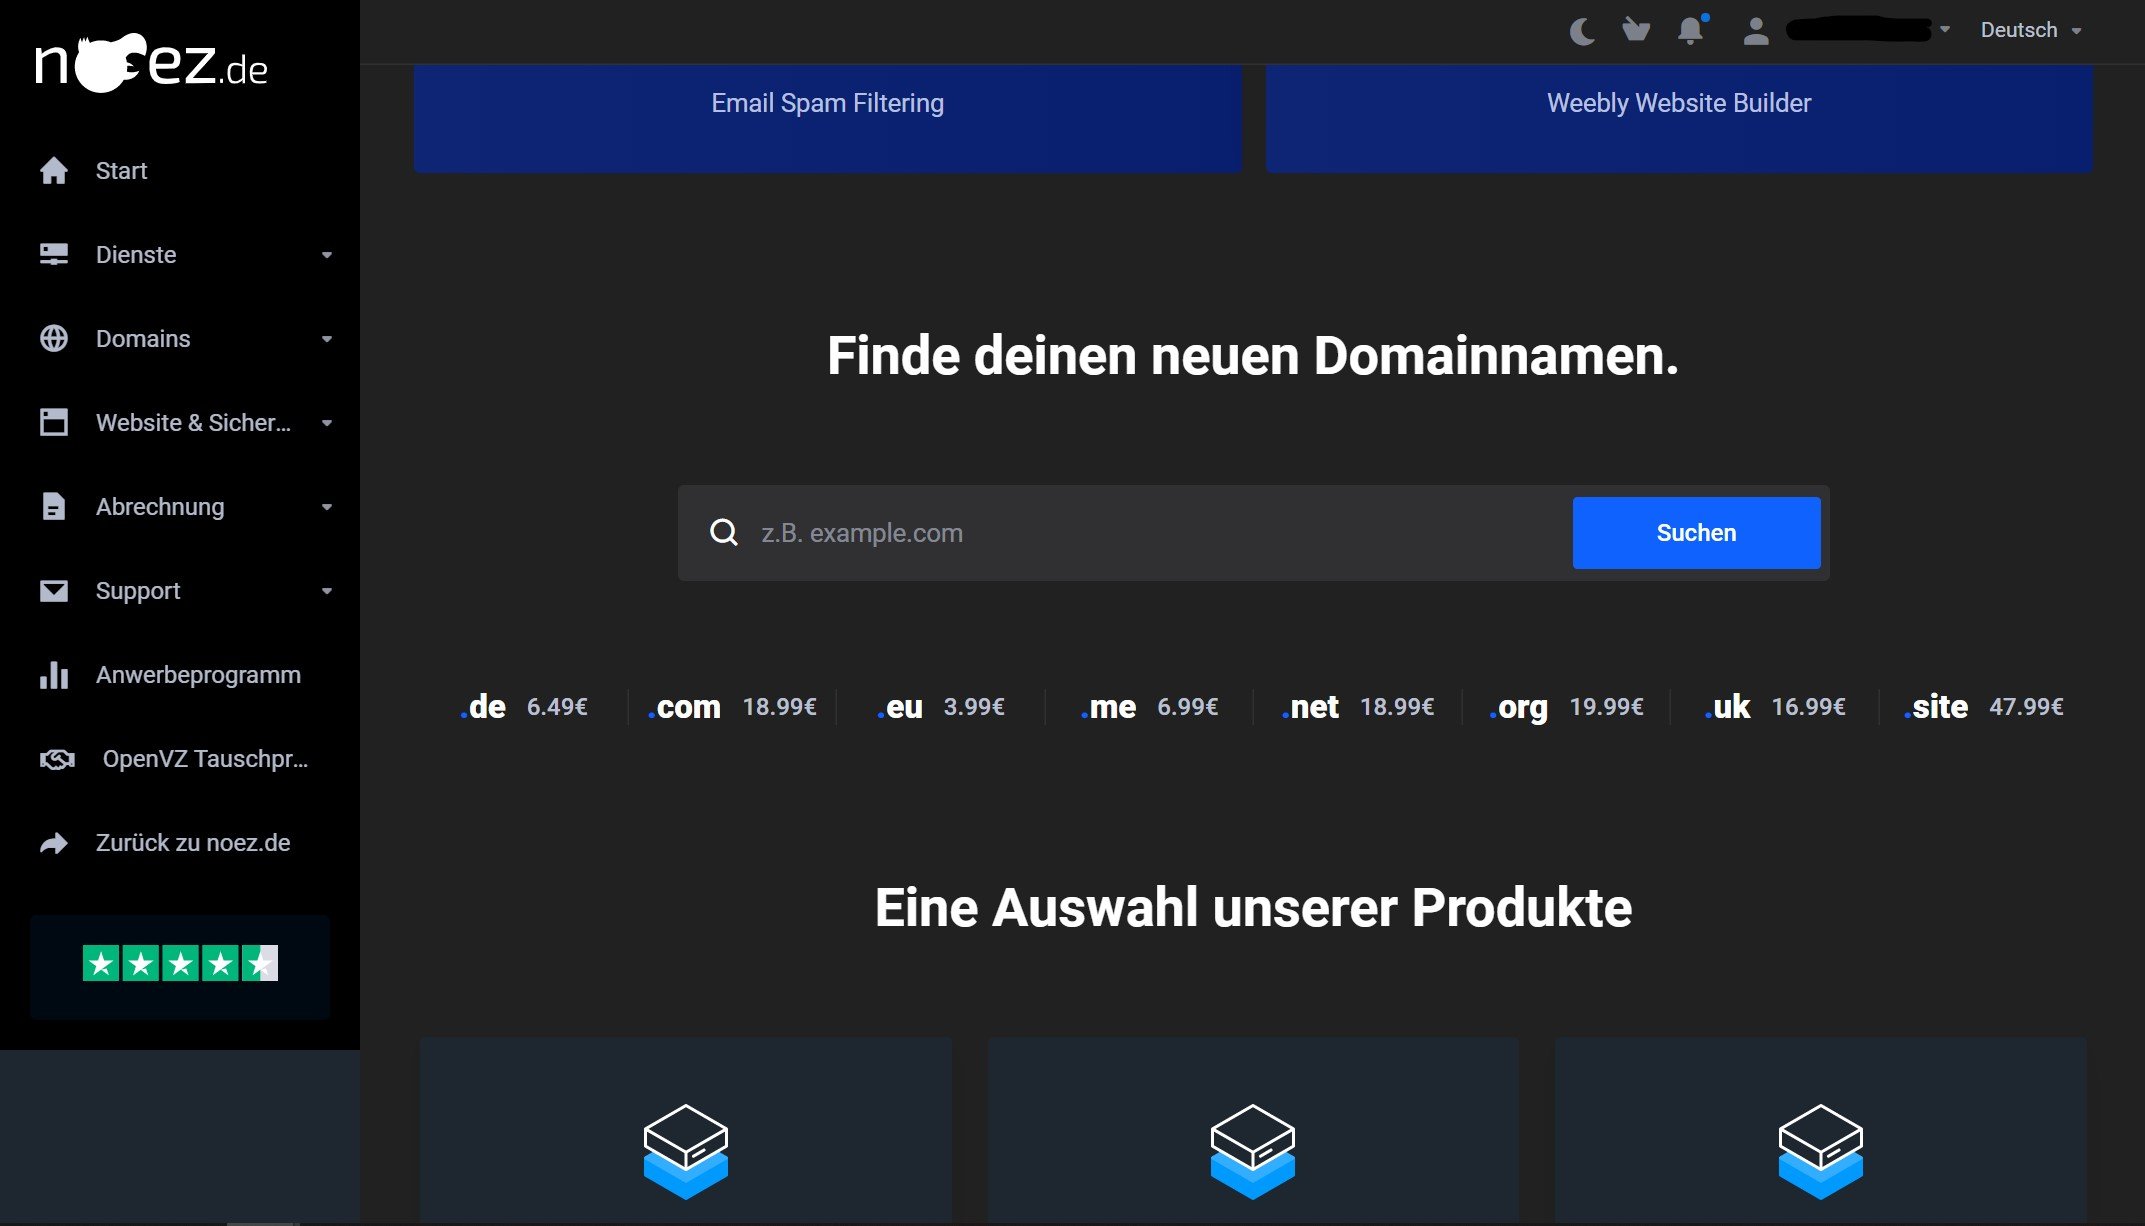 noez.de
Deutsch
Start
Dienste
Domains
Website & Sicher...
Abrechnung
Support
Anwerbeprogramm
OpenVZ Tauschpr...
Zurück zu noez.de
Email Spam Filtering
Weebly Website Builder
Finde deinen neuen Domainnamen.
z.B. example.com
Suchen
.de 6.49€ .com 18.99€ .eu 3.99€ .me 6.99€ .net 18.99€ .org 19.99€ .uk 16.99€ .site 47.99€
Eine Auswahl unserer Produkte